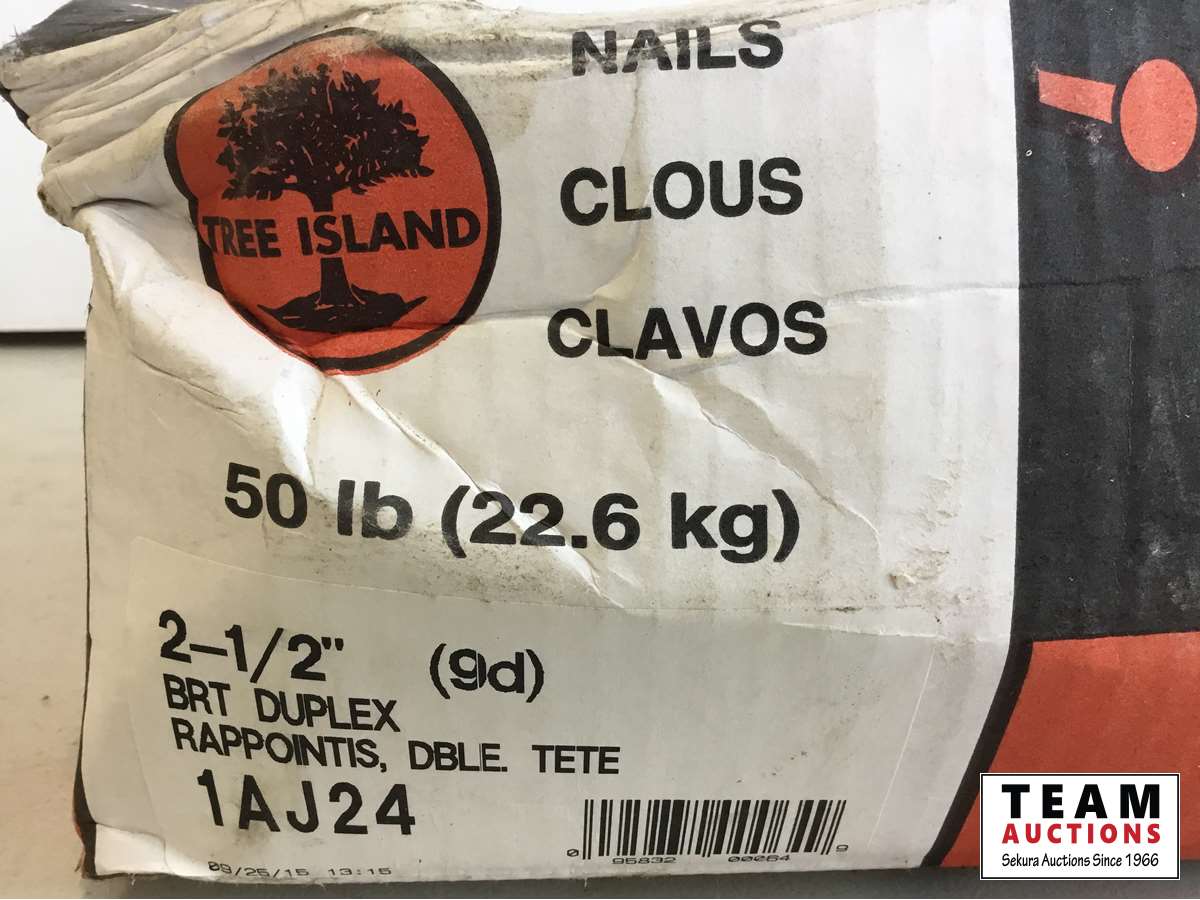 NAILS
TREE ISLAND
CLOUS
CLAVOS
50 lb (22.6 kg)
2-1/2" (9d)
BRT DUPLEX
RAPPOINTIS, DBLE. TETE
1AJ24
0 95832 00064 9
09/25/15 13:15
TEAM
AUCTIONS
Sekura Auctions Since 1966